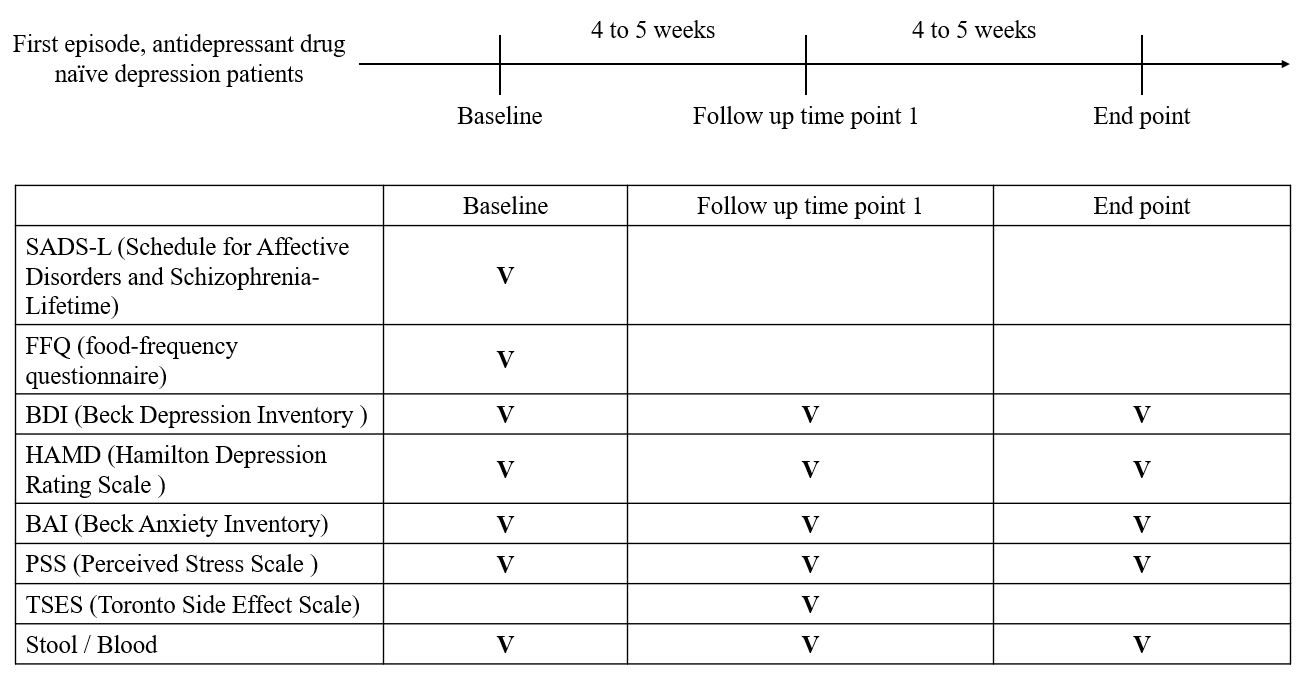 4 to 5 weeks 4 to 5 weeks
First episode, antidepressant drug
naïve depression patients
Baseline Follow up time point 1 End point
Baseline Follow up time point 1 End point
SADS-L (Schedule for Affective
Disorders and Schizophrenia-
Lifetime)
V
FFQ (food-frequency
questionnaire)
V
BDI (Beck Depression Inventory ) V V V
HAMD (Hamilton Depression
Rating Scale )
V V V
BAI (Beck Anxiety Inventory) V V V
PSS (Perceived Stress Scale ) V V V
TSES (Toronto Side Effect Scale) V
Stool / Blood V V V